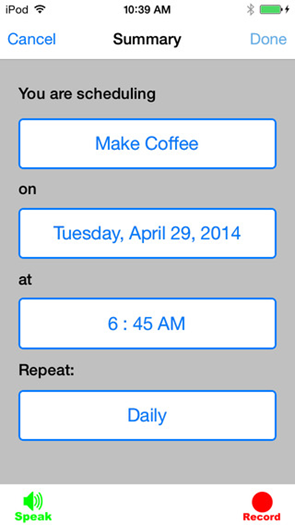 iPod 10:39 AM
Cancel Summary Done
You are scheduling
Make Coffee
on
Tuesday, April 29, 2014
at
6 : 45 AM
Repeat:
Daily
Speak Record